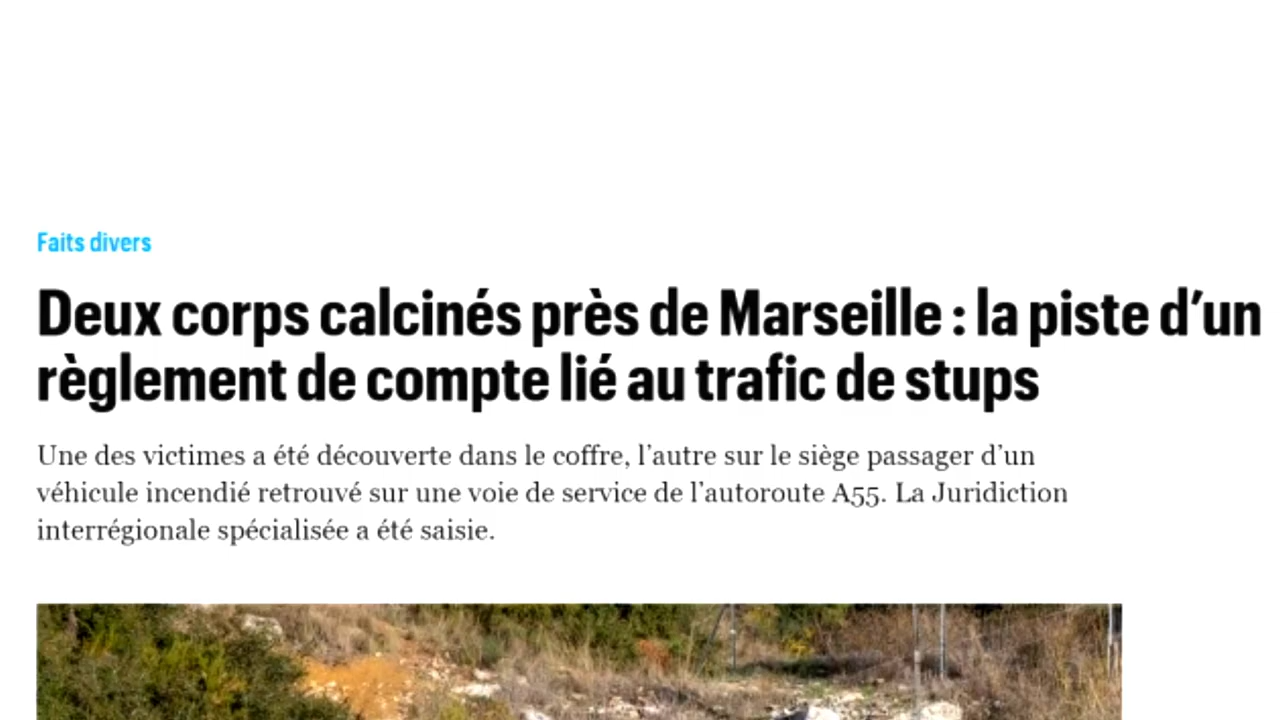 Faits divers
Deux corps calcinés près de Marseille : la piste d’un
règlement de compte lié au trafic de stups
Une des victimes a été découverte dans le coffre, l’autre sur le siège passager d’un
véhicule incendié retrouvé sur une voie de service de l’autoroute A55. La Juridiction
interrégionale spécialisée a été saisie.